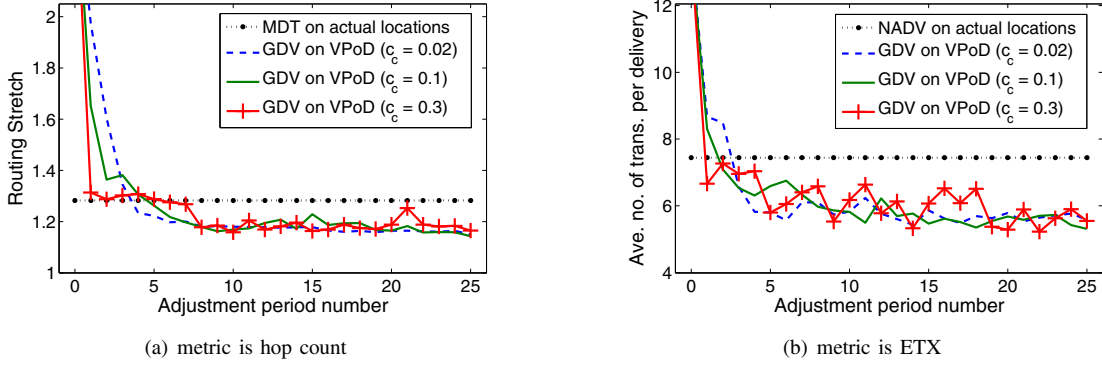 2
1.8
1.6
1.4
1.2
1
Routing Stretch
MDT on actual locations
GDV on VPoD (c_c = 0.02)
GDV on VPoD (c_c = 0.1)
GDV on VPoD (c_c = 0.3)
0 5 10 15 20 25
Adjustment period number
(a) metric is hop count
12
10
8
6
4
Ave. no. of trans. per delivery
NADV on actual locations
GDV on VPoD (c_c = 0.02)
GDV on VPoD (c_c = 0.1)
GDV on VPoD (c_c = 0.3)
0 5 10 15 20 25
Adjustment period number
(b) metric is ETX